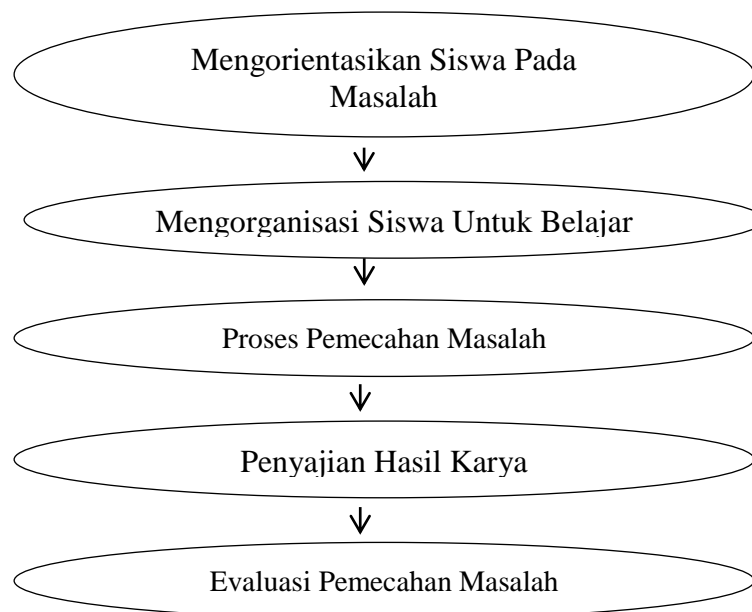 Mengorientasikan Siswa Pada
Masalah
Mengorganisasi Siswa Untuk Belajar
Proses Pemecahan Masalah
Penyajian Hasil Karya
Evaluasi Pemecahan Masalah